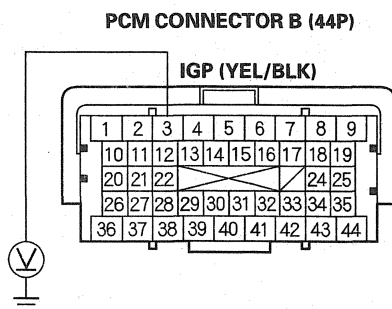 PCM CONNECTOR B (44P)
IGP (YEL/BLK)
1 2 3 4 5 6 7 8 9
10 11 12 13 14 15 16 17 18 19
20 21 22 24 25
26 27 28 29 30 31 32 33 34 35
36 37 38 39 40 41 42 43 44
V